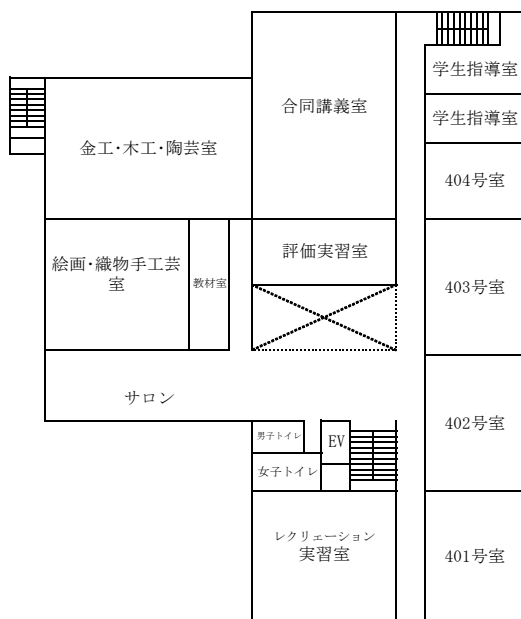 学生指導室
合同講義室
学生指導室
金工・木工・陶芸室
404号室
評価実習室
絵画・織物手工芸
室
教材室
403号室
サロン
402号室
男子トイレ
EV
女子トイレ
レクリェーション
実習室
401号室